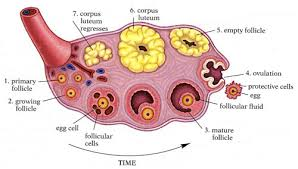 7. corpus
luteum
regresses
6. corpus
luteum
5. empty follicle
4. ovulation
protective cells
egg
follicular fluid
3. mature
follicle
follicular
cells
egg cell
2. growing
follicle
1. primary
follicle
TIME